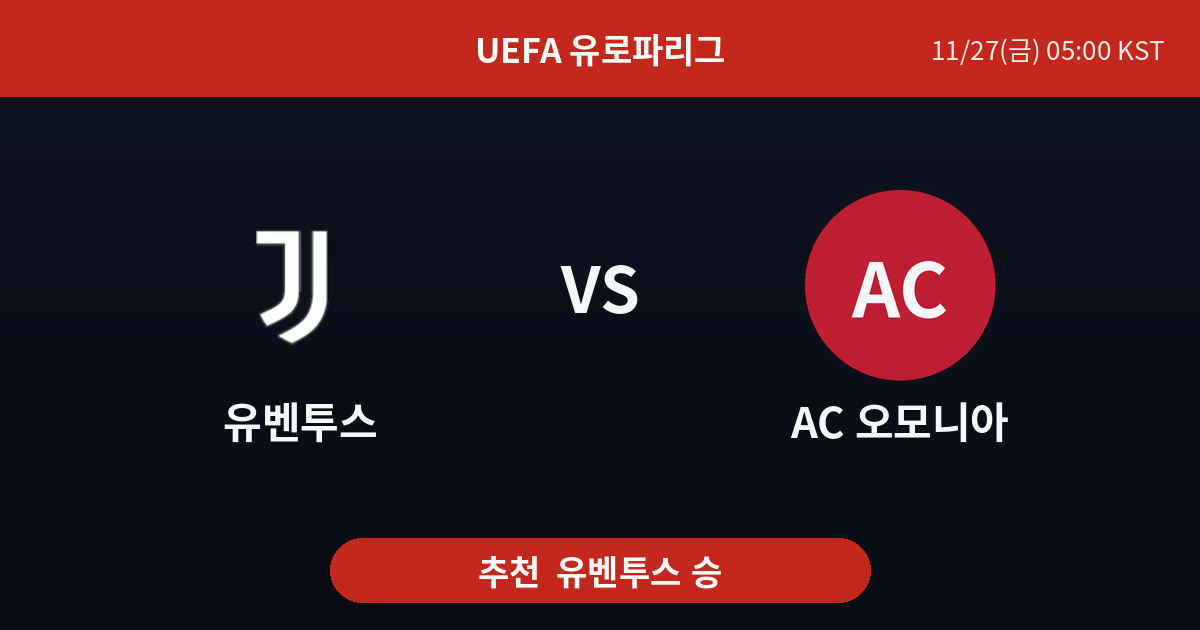 UEFA 유로파리그
11/27(금) 05:00 KST
VS
AC
유벤투스
AC 오모니아
추천 유벤투스 승